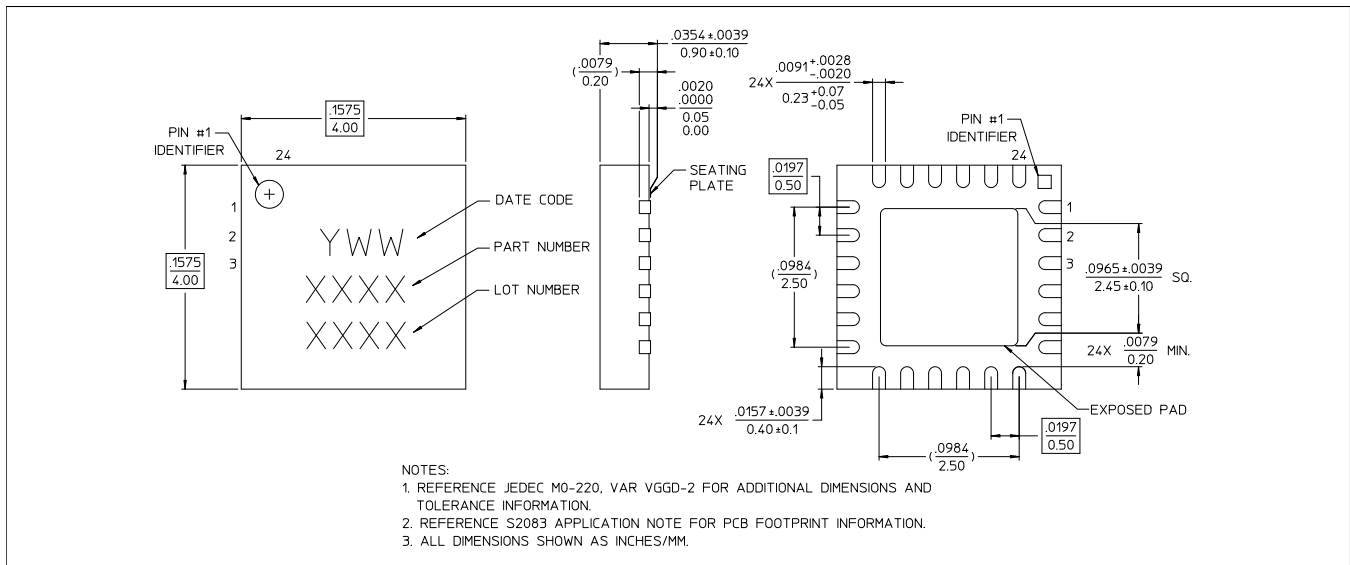 .0354±.0039
0.90±0.10
(.0079
0.20)
.0020
.0000
0.05
0.00
24X .0091 +.0028 -.0020
0.23 +0.07 -0.05
.1575
4.00
PIN #1
IDENTIFIER
24
PIN #1
IDENTIFIER
24
SEATING
PLATE
.0197
0.50
1
2
3
DATE CODE
YWW
PART NUMBER
XXXX
LOT NUMBER
XXXX
.1575
4.00
(.0984
2.50)
1
2
3
.0965±.0039
2.45±0.10 SQ.
24X .0079 MIN.
0.20
EXPOSED PAD
24X .0157±.0039
0.40±0.1
.0197
0.50
(.0984
2.50)
NOTES:
1. REFERENCE JEDEC MO-220, VAR VGGD-2 FOR ADDITIONAL DIMENSIONS AND
TOLERANCE INFORMATION.
2. REFERENCE S2083 APPLICATION NOTE FOR PCB FOOTPRINT INFORMATION.
3. ALL DIMENSIONS SHOWN AS INCHES/MM.